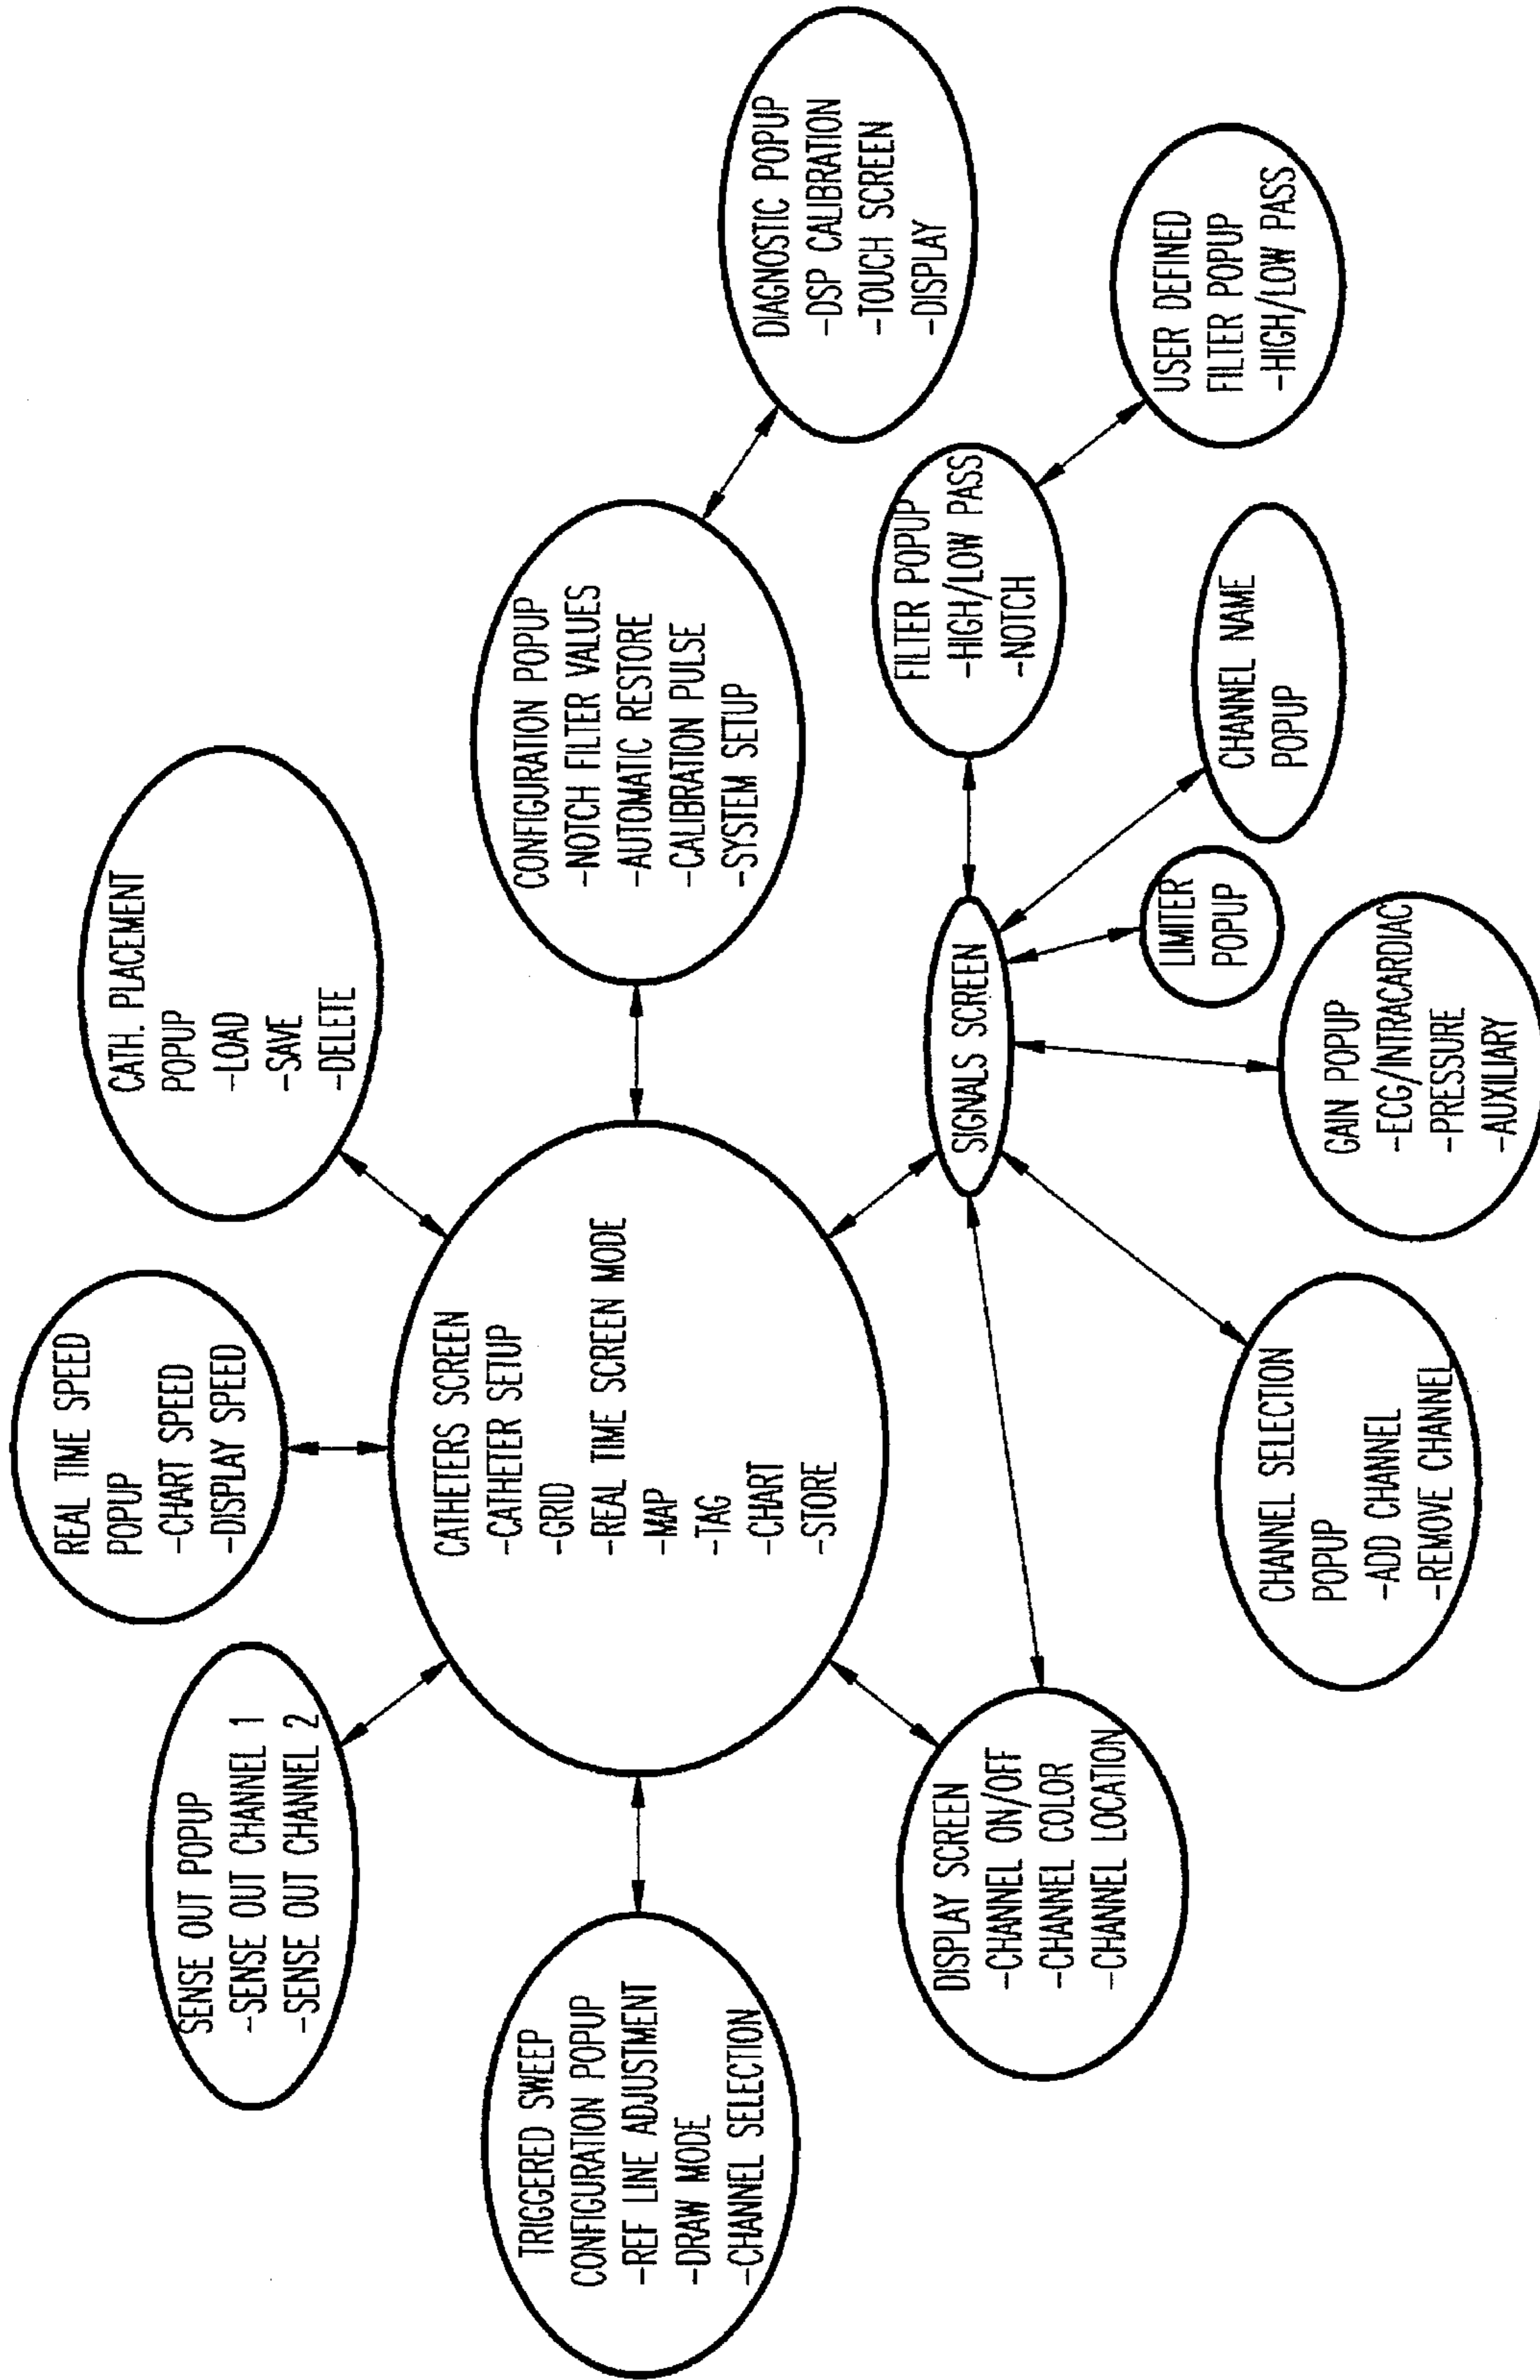 SENSE OUT POPUP
-SENSE OUT CHANNEL 1
-SENSE OUT CHANNEL 2
REAL TIME SPEED
POPUP
-CHART SPEED
-DISPLAY SPEED
CATH. PLACEMENT
POPUP
-LOAD
-SAVE
-DELETE
TRIGGERED SWEEP
CONFIGURATION POPUP
-REF LINE ADJUSTMENT
-DRAW MODE
-CHANNEL SELECTION
CATHETERS SCREEN
-CATHETER SETUP
-GRID
-REAL TIME SCREEN MODE
-MAP
-TAG
-CHART
-STORE
CONFIGURATION POPUP
-NOTCH FILTER VALUES
-AUTOMATIC RESTORE
-CALIBRATION PULSE
-SYSTEM SETUP
DIAGNOSTIC POPUP
-DSP CALIBRATION
-TOUCH SCREEN
-DISPLAY
DISPLAY SCREEN
-CHANNEL ON/OFF
-CHANNEL COLOR
-CHANNEL LOCATION
SIGNALS SCREEN
FILTER POPUP
-HIGH/LOW PASS
-NOTCH
USER DEFINED
FILTER POPUP
-HIGH/LOW PASS
CHANNEL SELECTION
POPUP
-ADD CHANNEL
-REMOVE CHANNEL
GAIN POPUP
-ECG/INTRACARDIAC
-PRESSURE
-AUXILIARY
LIMITER
POPUP
CHANNEL NAME
POPUP